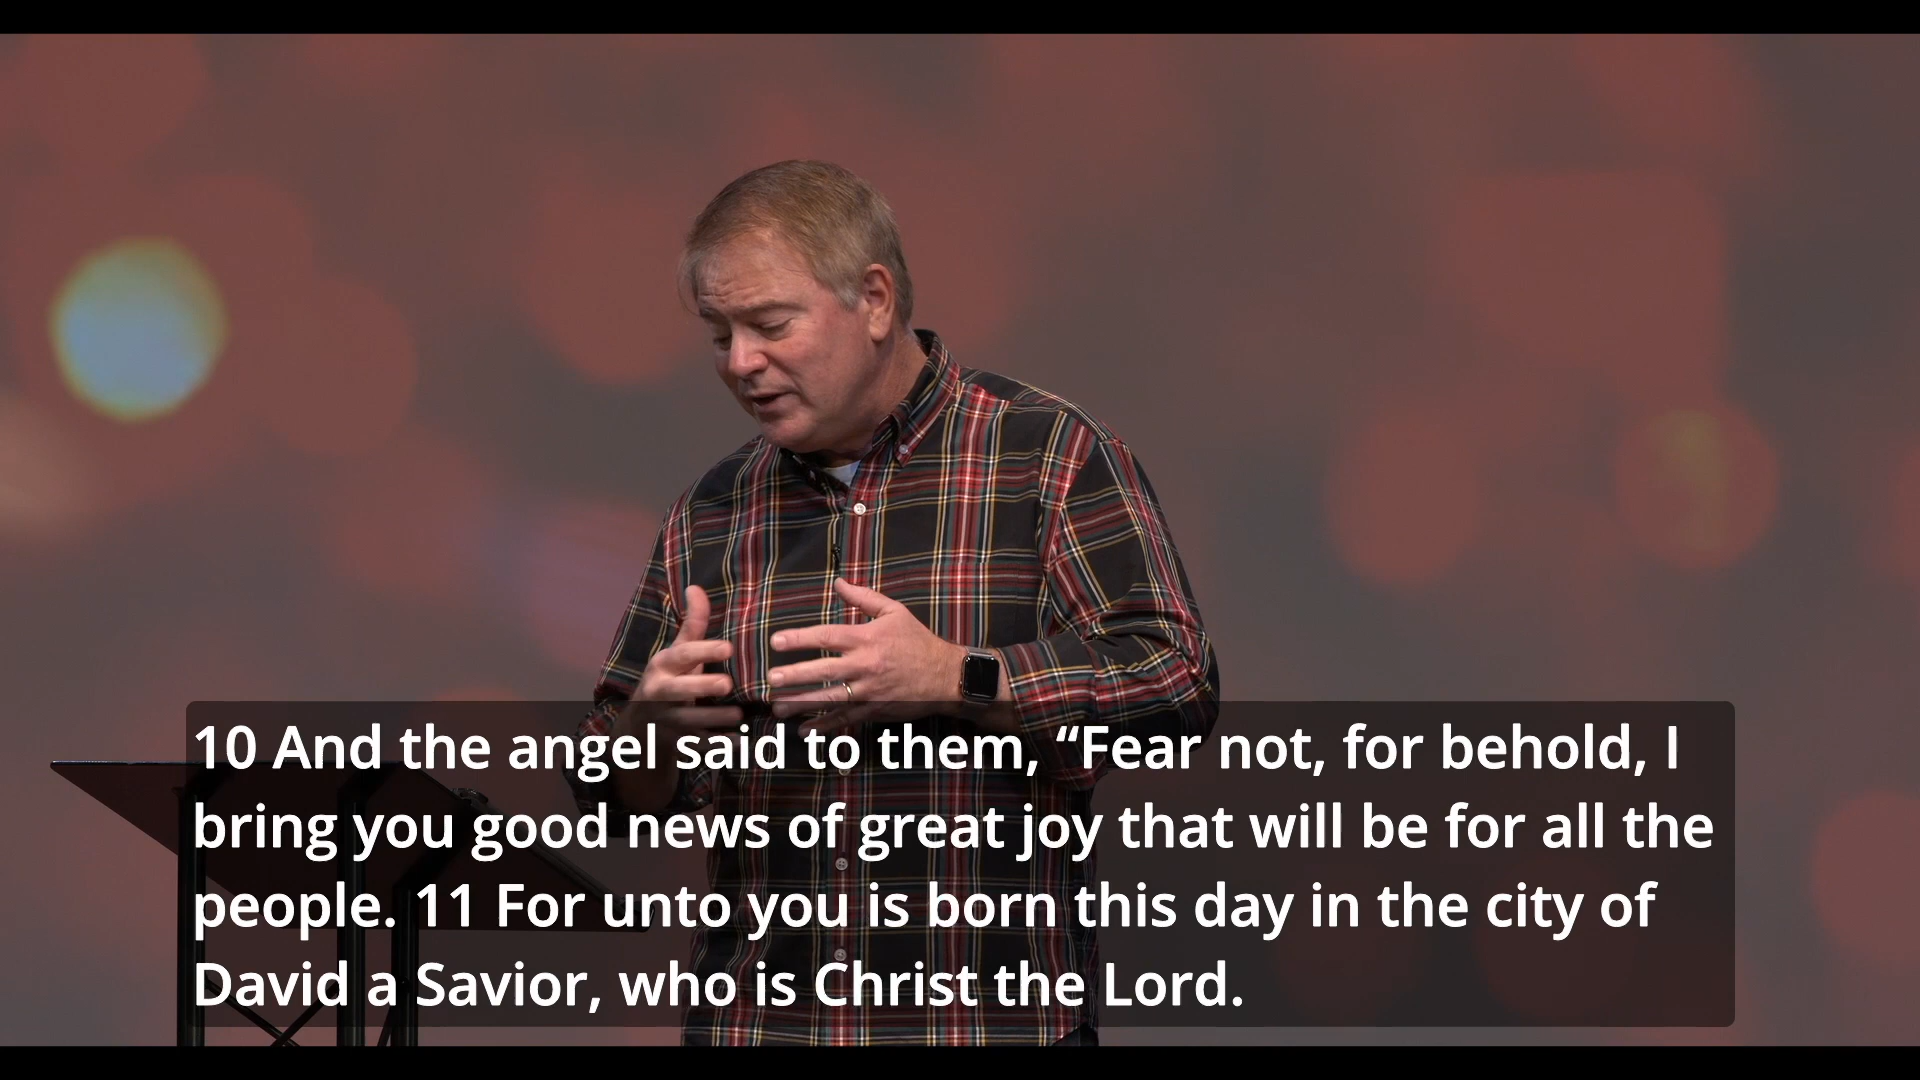 10 And the angel said to them, “Fear not, for behold, I
bring you good news of great joy that will be for all the
people. 11 For unto you is born this day in the city of
David a Savior, who is Christ the Lord.